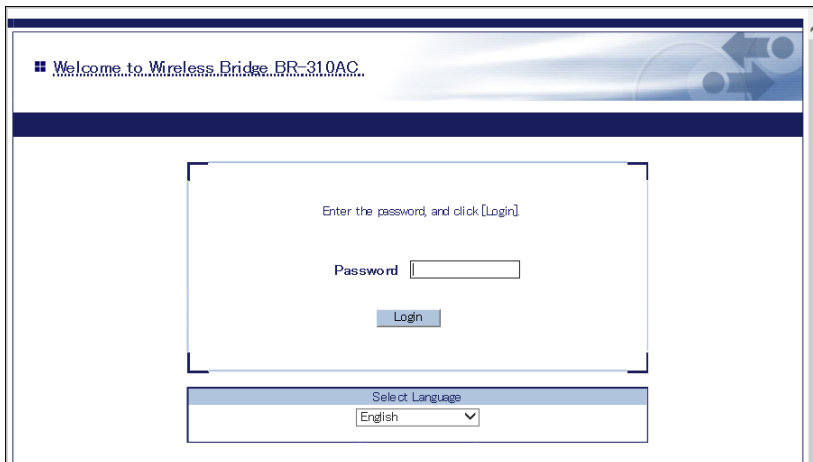 Welcome to Wireless Bridge BR-310AC.
Enter the password, and click [Login].
Password
Login
Select Language
English